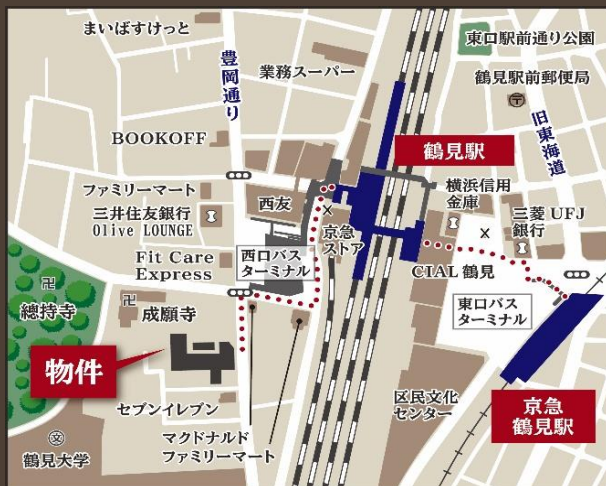 まいばすけっと
豊岡通り
業務スーパー
東口駅前通り公園
鶴見駅前郵便局
旧東海道
BOOKOFF
鶴見駅
ファミリーマート
三井住友銀行
Olive LOUNGE
西友
横浜信用
金庫
三菱UFJ
銀行
京急
ストア
Fit Care
Express
西口バス
ターミナル
CIAL鶴見
總持寺
成願寺
東口バス
ターミナル
物件
セブンイレブン
区民文化
センター
京急
鶴見駅
マクドナルド
ファミリーマート
鶴見大学